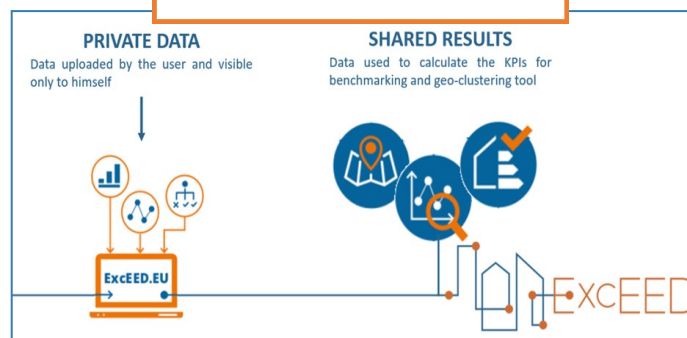 PRIVATE DATA
Data uploaded by the user and visible
only to himself
SHARED RESULTS
Data used to calculate the KPIs for
benchmarking and geo-clustering tool
ExcEED.EU
EXCEED